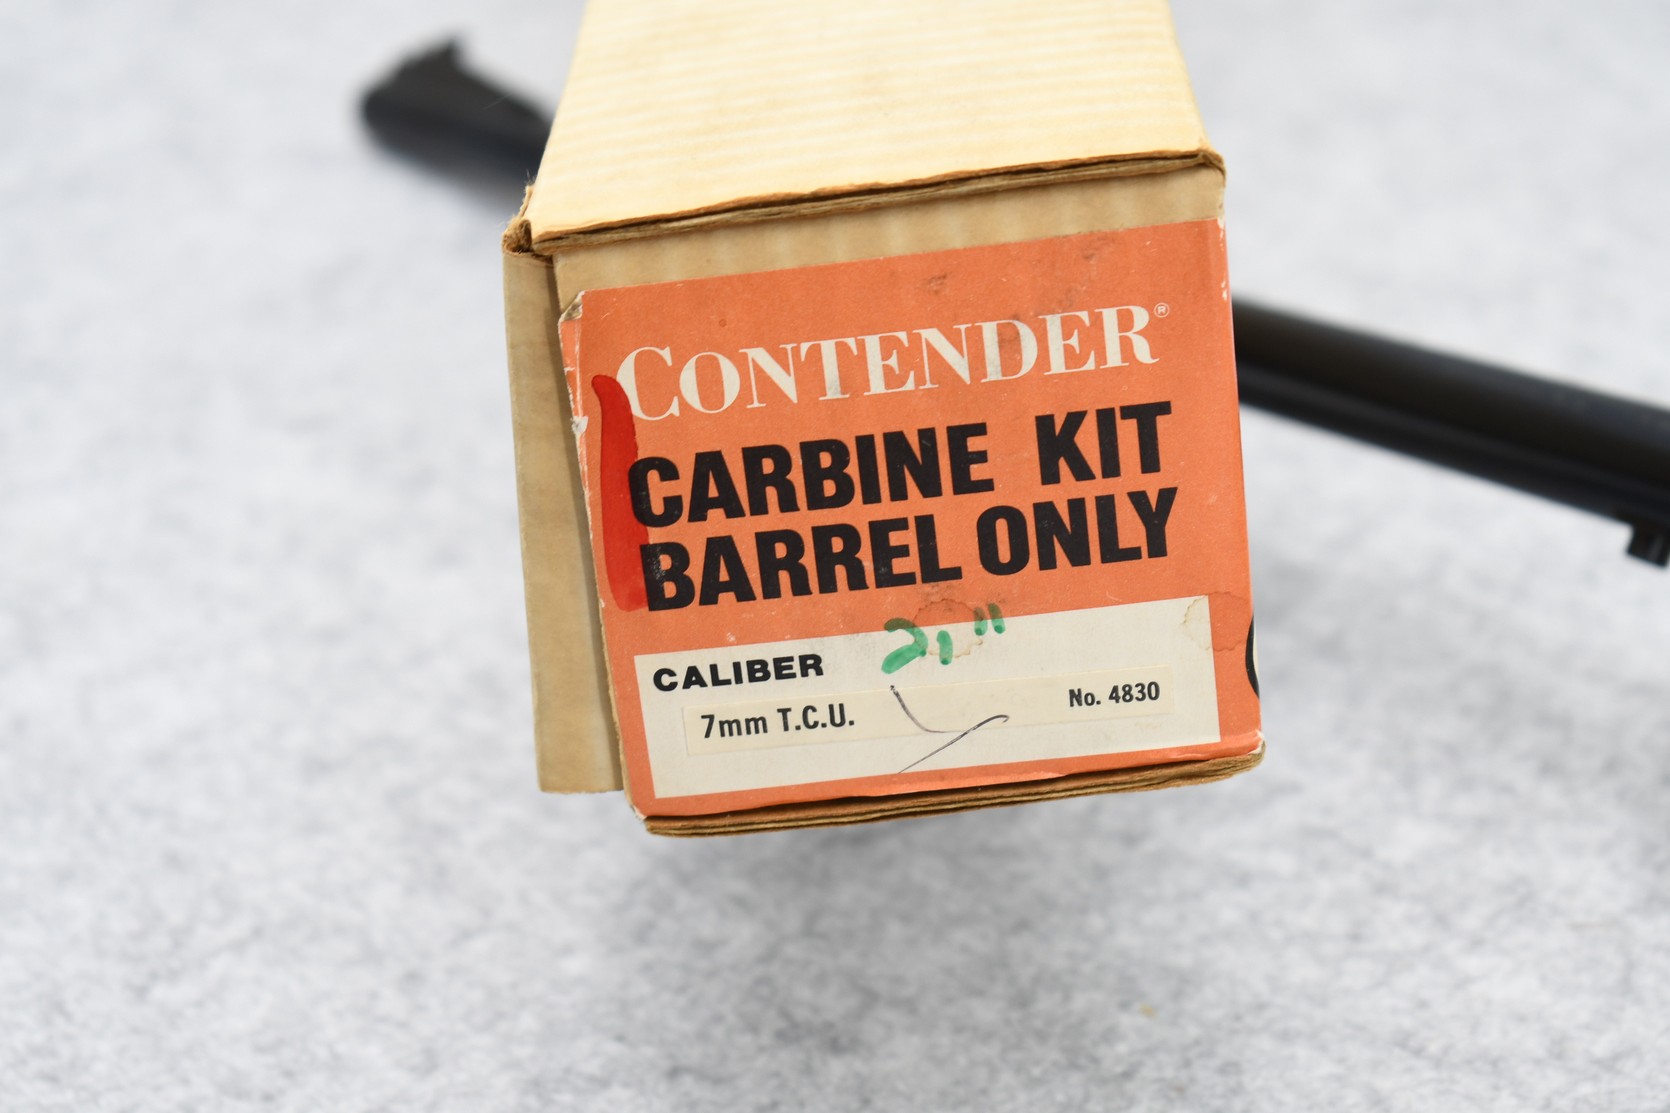 CONTENDER®
CARBINE KIT
BARREL ONLY
21"
CALIBER
7mm T.C.U. No. 4830